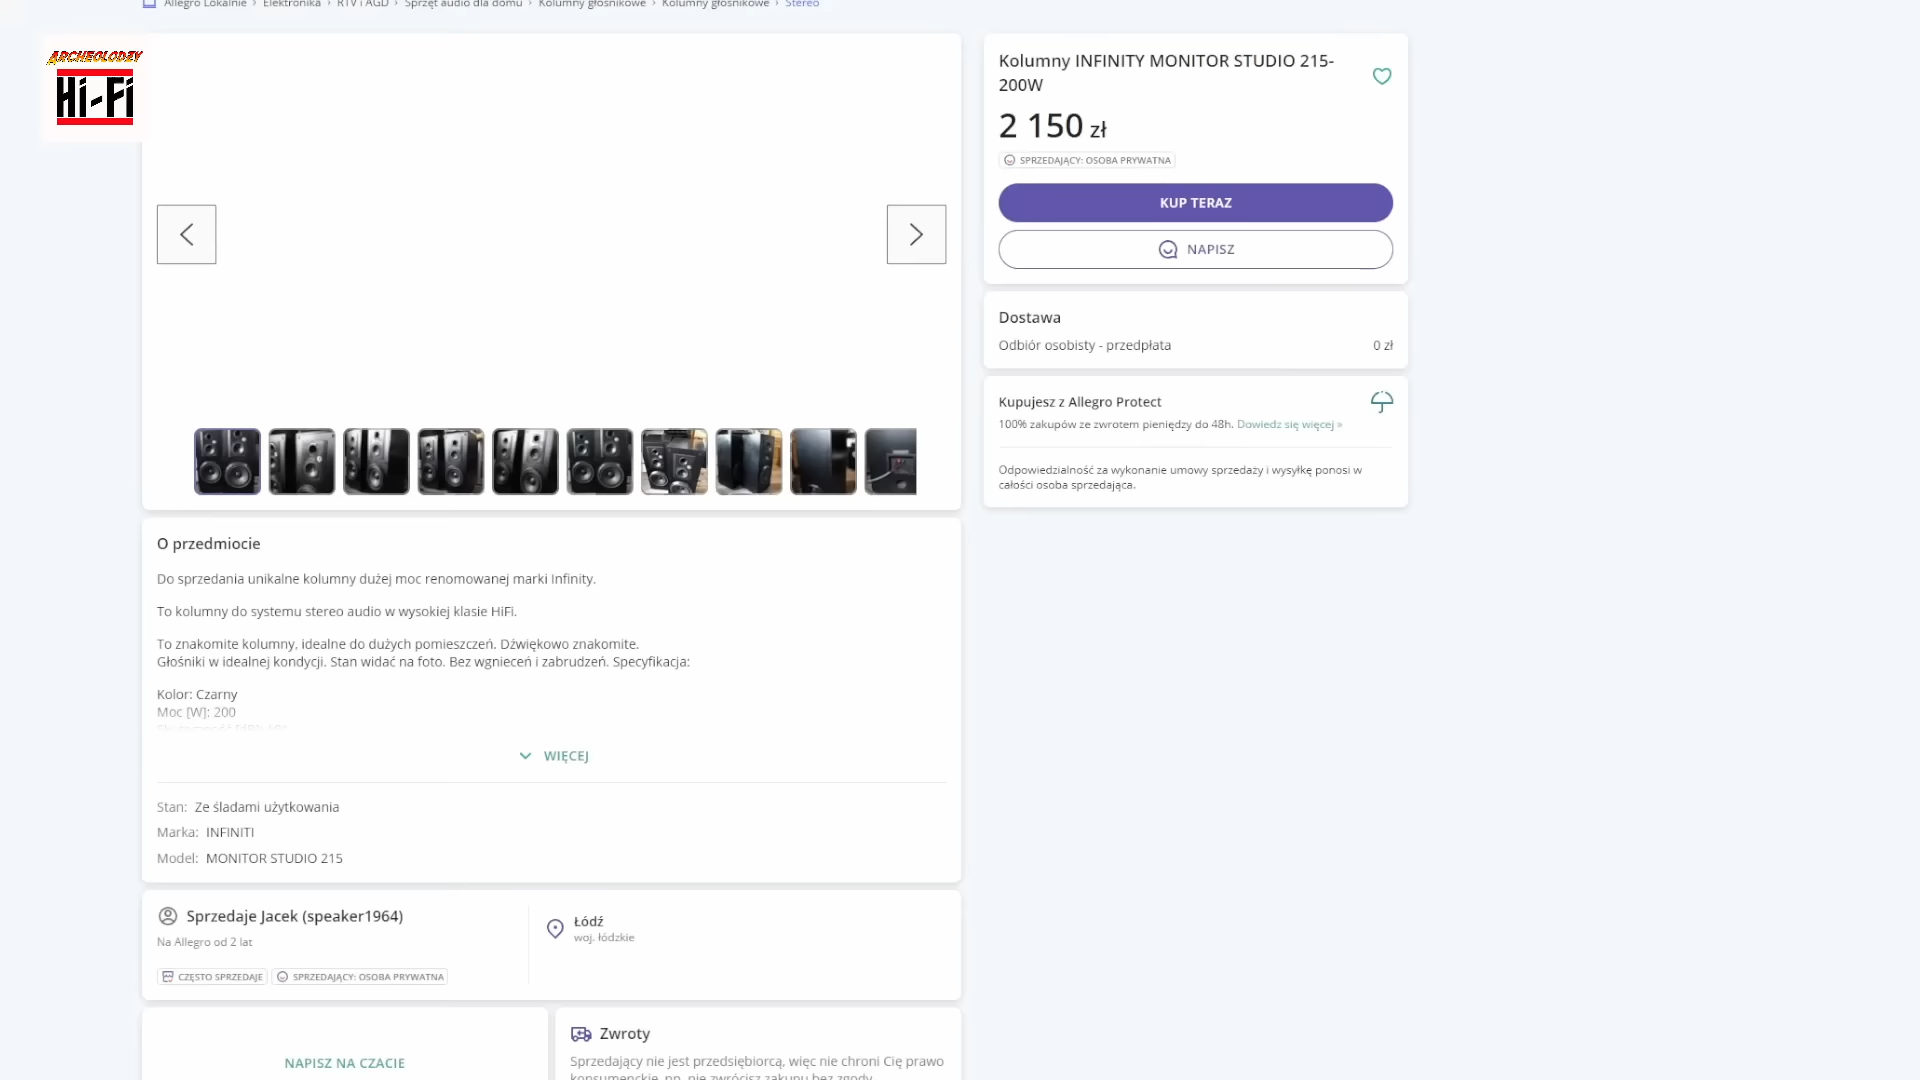 Allegro Lokalnie › Elektronika › RTV i AGD › Sprzęt audio dla domu › Kolumny głośnikowe › Kolumny głośnikowe › Stereo
ARCHEOLODZY
Hi-Fi
Kolumny INFINITY MONITOR STUDIO 215-
200W
2 150 zł
SPRZEDAJĄCY: OSOBA PRYWATNA
KUP TERAZ
NAPISZ
Dostawa
Odbiór osobisty - przedpłata 0 zł
Kupujesz z Allegro Protect
100% zakupów ze zwrotem pieniędzy do 48h. Dowiedz się więcej »
Odpowiedzialność za wykonanie umowy sprzedaży i wysyłkę ponosi w
całości osoba sprzedająca.
O przedmiocie
Do sprzedania unikalne kolumny dużej moc renomowanej marki Infinity.
To kolumny do systemu stereo audio w wysokiej klasie HiFi.
To znakomite kolumny, idealne do dużych pomieszczeń. Dźwiękowo znakomite.
Głośniki w idealnej kondycji. Stan widać na foto. Bez wgnieceń i zabrudzeń. Specyfikacja:
Kolor: Czarny
Moc [W]: 200
WIĘCEJ
Stan: Ze śladami użytkowania
Marka: INFINITI
Model: MONITOR STUDIO 215
Sprzedaje Jacek (speaker1964)
Na Allegro od 2 lat
CZĘSTO SPRZEDAJE SPRZEDAJĄCY: OSOBA PRYWATNA
Łódź
woj. łódzkie
NAPISZ NA CZACIE
Zwroty
Sprzedający nie jest przedsiębiorcą, więc nie chroni Cię prawo
konsumenckie, np. nie zwrócisz zakupu bez zgody